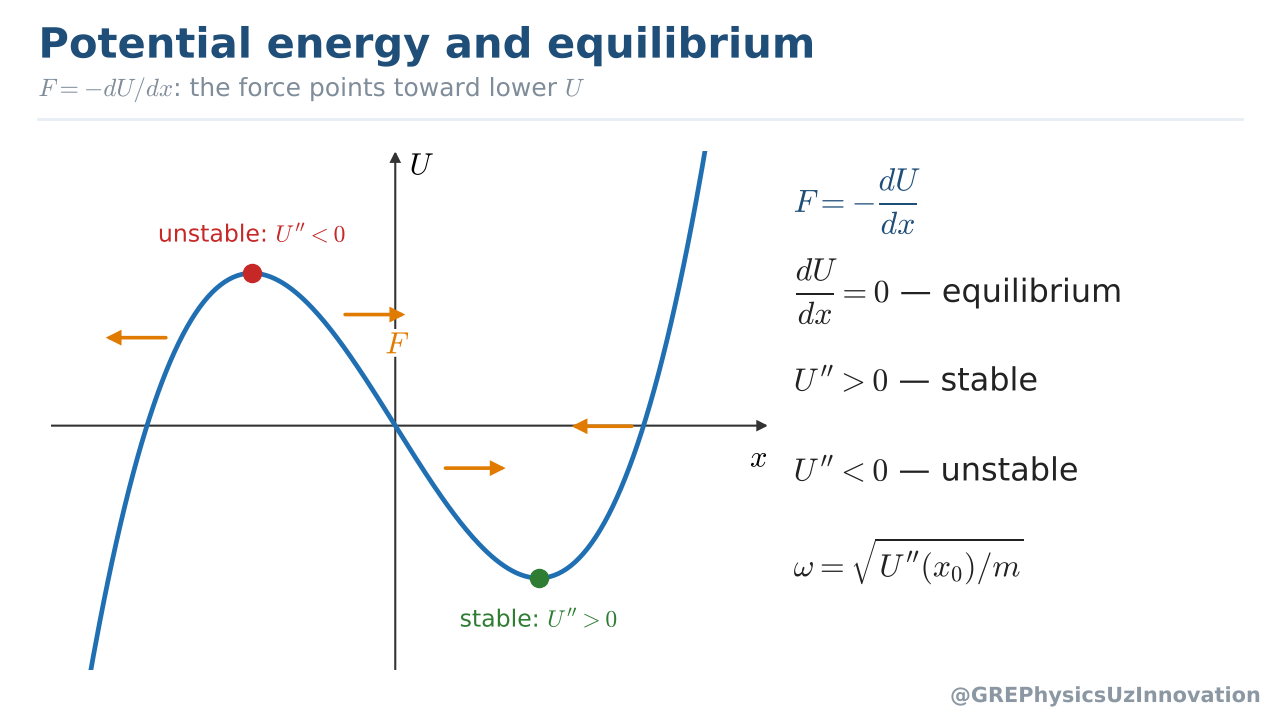 Potential energy and equilibrium
F = −dU/dx: the force points toward lower U
U
unstable: U″ < 0
F
x
stable: U″ > 0
F = −dU/dx
dU/dx = 0 — equilibrium
U″ > 0 — stable
U″ < 0 — unstable
ω = √U″(x₀)/m
@GREPhysicsUzInnovation